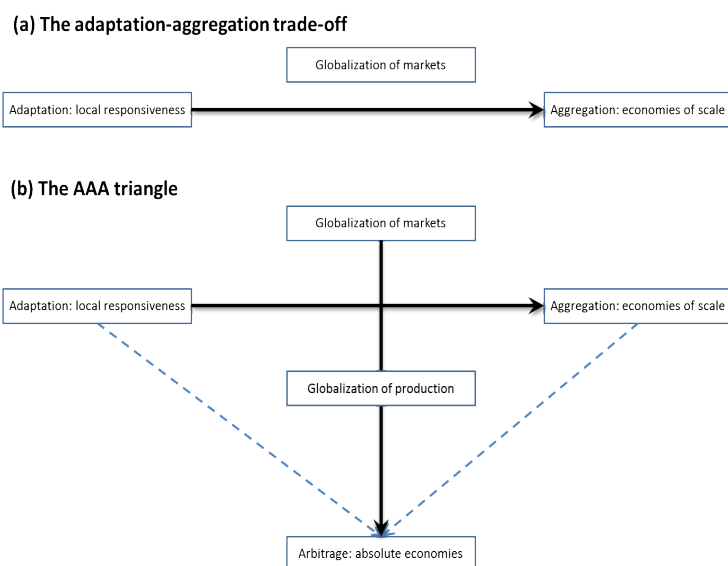 (a) The adaptation-aggregation trade-off
Globalization of markets
Adaptation: local responsiveness
Aggregation: economies of scale
(b) The AAA triangle
Globalization of markets
Adaptation: local responsiveness
Aggregation: economies of scale
Globalization of production
Arbitrage: absolute economies